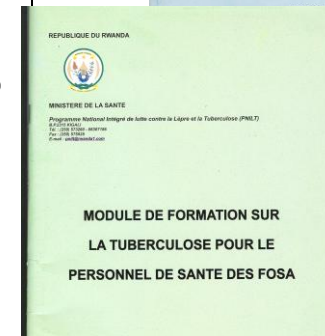 REPUBLIQUE DU RWANDA
MINISTERE DE LA SANTE
Programme National Intégré de lutte contre la Lèpre et la Tuberculose (PNILT)
KIGALI
MODULE DE FORMATION SUR
LA TUBERCULOSE POUR LE
PERSONNEL DE SANTE DES FOSA